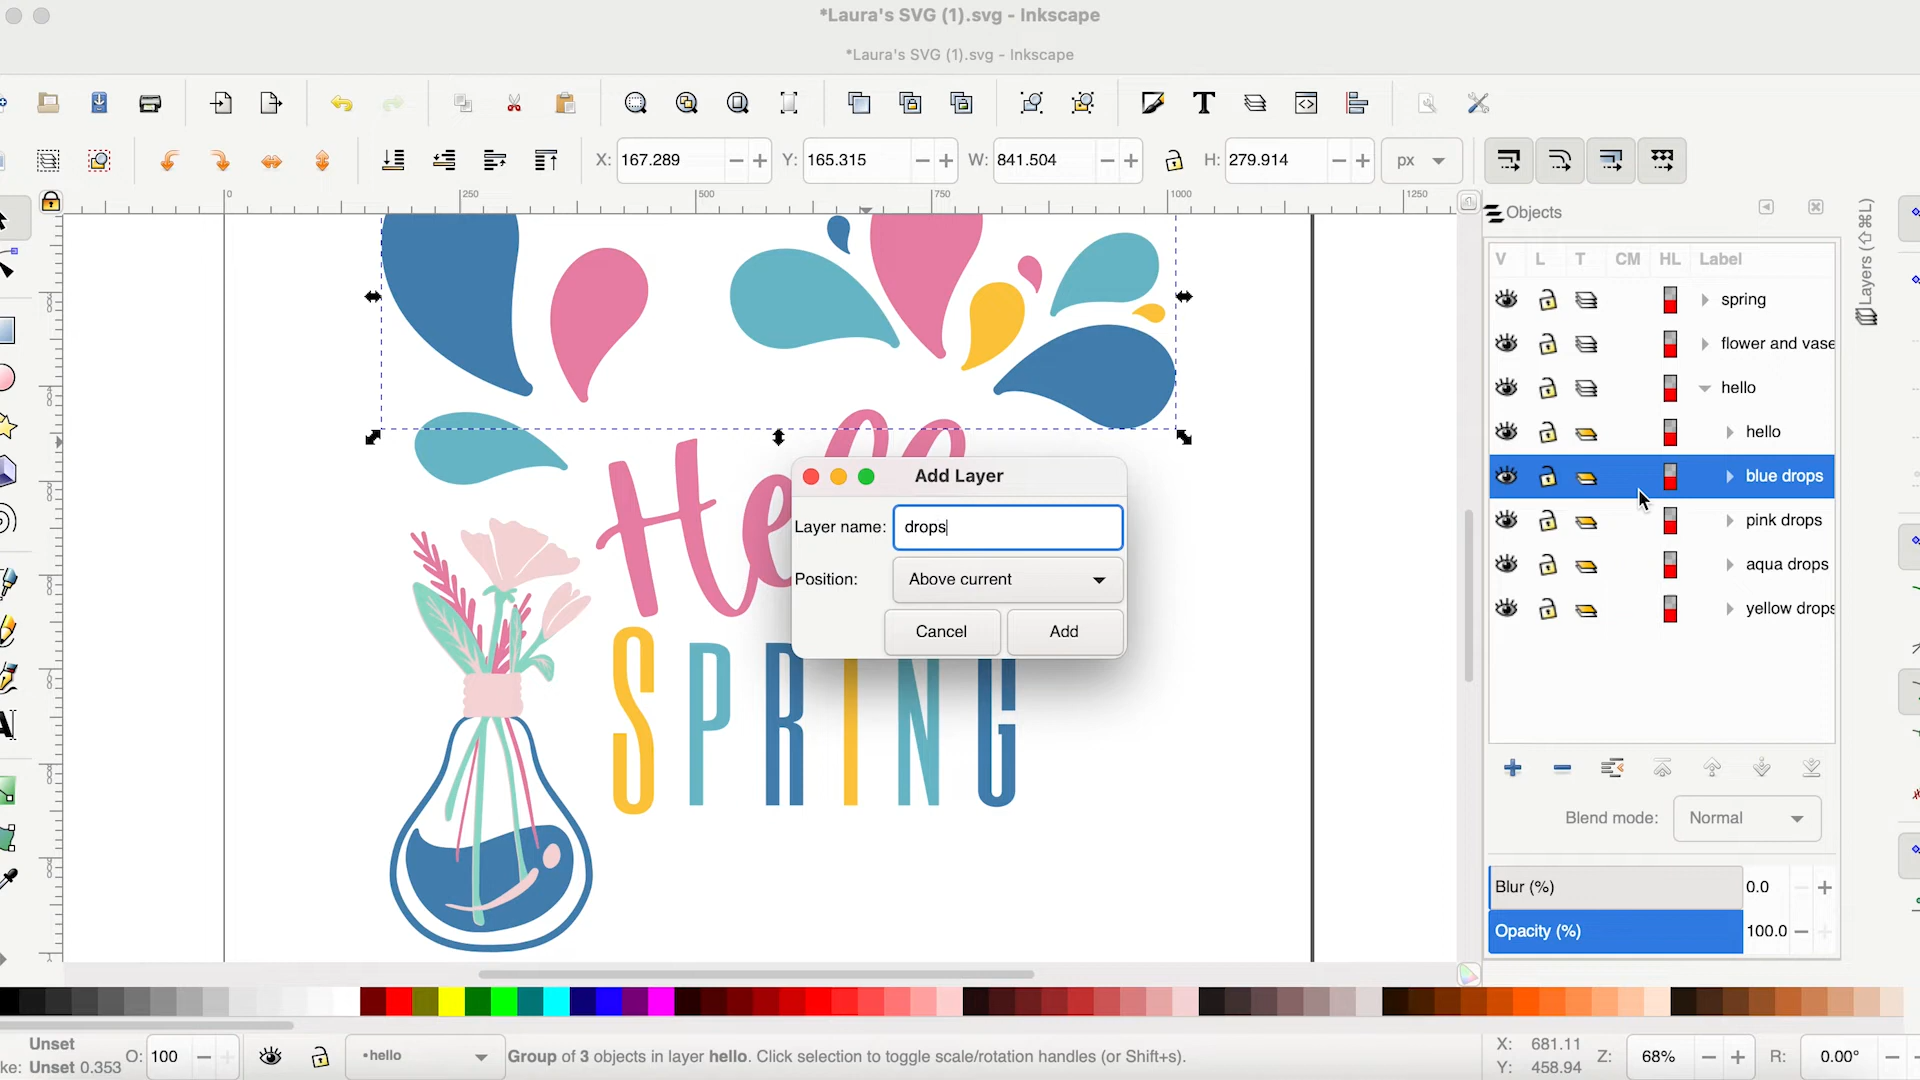 *Laura's SVG (1).svg - Inkscape
*Laura's SVG (1).svg - Inkscape
X: 167.289 Y: 165.315 W: 841.504 H: 279.914 px
0 250 500 750 1000 1250
Objects
Layers (⇧⌘L)
V L T CM HL Label
spring
flower and vase
hello
hello
blue drops
pink drops
aqua drops
yellow drops
Hello
SPRING
Add Layer
Layer name: drops
Position: Above current
Cancel Add
Blend mode: Normal
Blur (%) 0.0
Opacity (%) 100.0
Unset
ke: Unset 0.353 O: 100
•hello
Group of 3 objects in layer hello. Click selection to toggle scale/rotation handles (or Shift+s).
X: 681.11
Y: 458.94
Z: 68% R: 0.00°